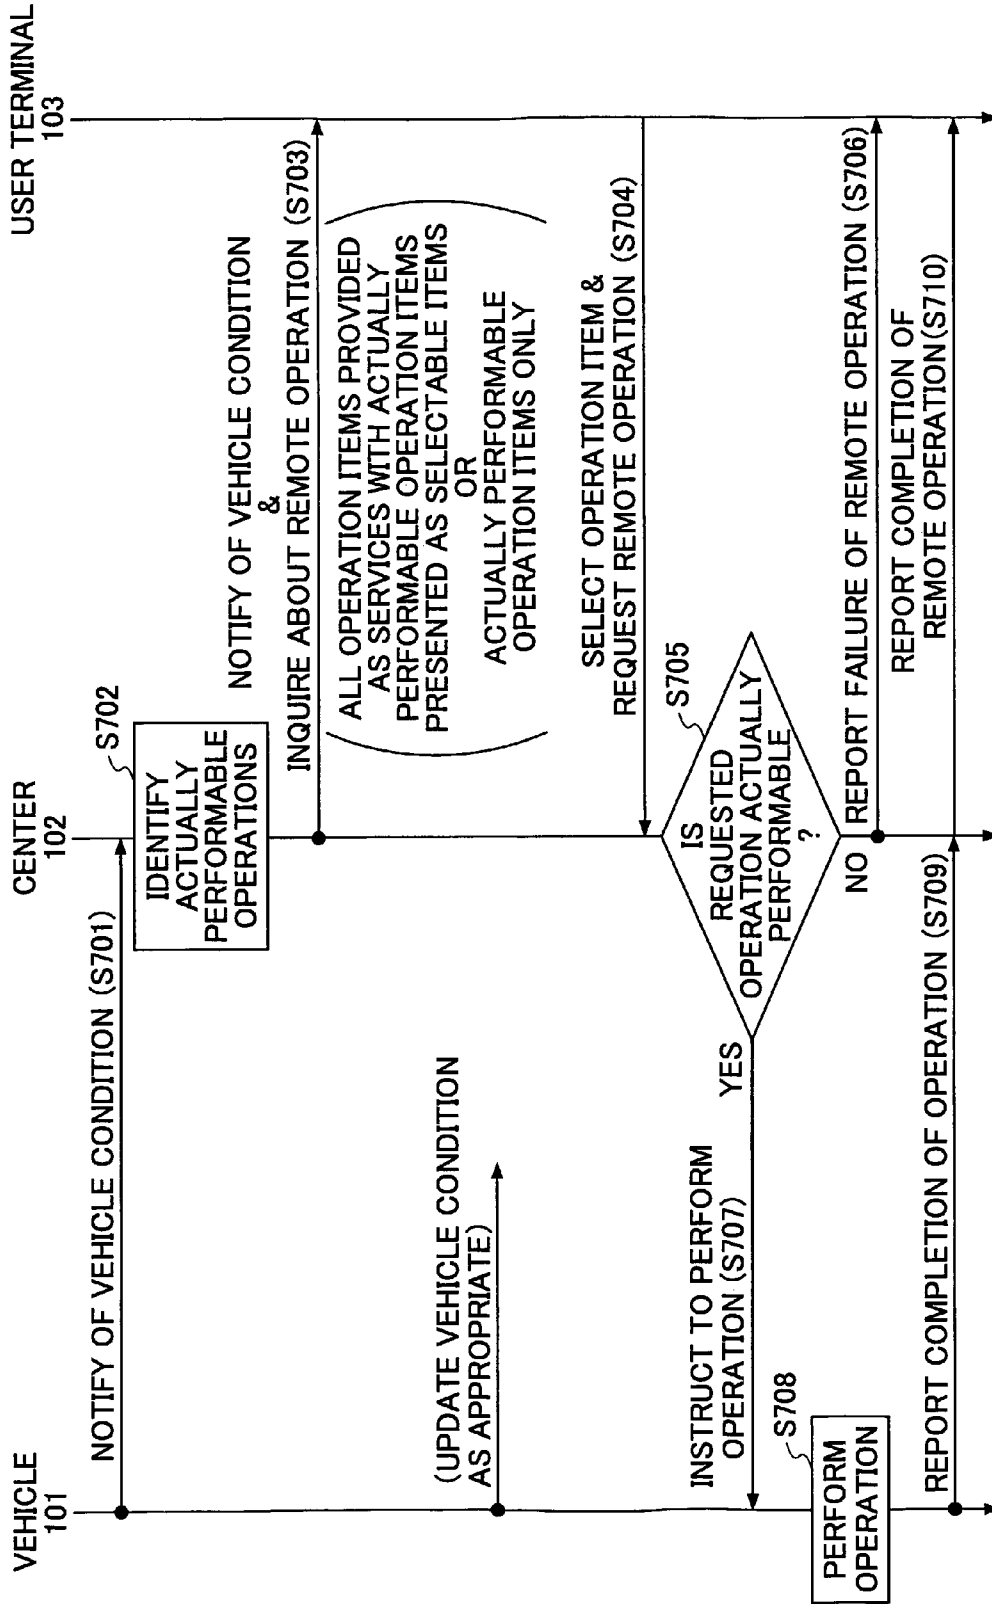 VEHICLE
101
CENTER
102
USER TERMINAL
103
NOTIFY OF VEHICLE CONDITION (S701)
S702
IDENTIFY
ACTUALLY
PERFORMABLE
OPERATIONS
NOTIFY OF VEHICLE CONDITION
&
INQUIRE ABOUT REMOTE OPERATION (S703)
ALL OPERATION ITEMS PROVIDED
AS SERVICES WITH ACTUALLY
PERFORMABLE OPERATION ITEMS
PRESENTED AS SELECTABLE ITEMS
OR
ACTUALLY PERFORMABLE
OPERATION ITEMS ONLY
(UPDATE VEHICLE CONDITION
AS APPROPRIATE)
SELECT OPERATION ITEM &
REQUEST REMOTE OPERATION (S704)
S705
IS
REQUESTED
OPERATION ACTUALLY
PERFORMABLE
?
YES
NO
REPORT FAILURE OF REMOTE OPERATION (S706)
INSTRUCT TO PERFORM
OPERATION (S707)
S708
PERFORM
OPERATION
REPORT COMPLETION OF OPERATION (S709)
REPORT COMPLETION OF
REMOTE OPERATION(S710)